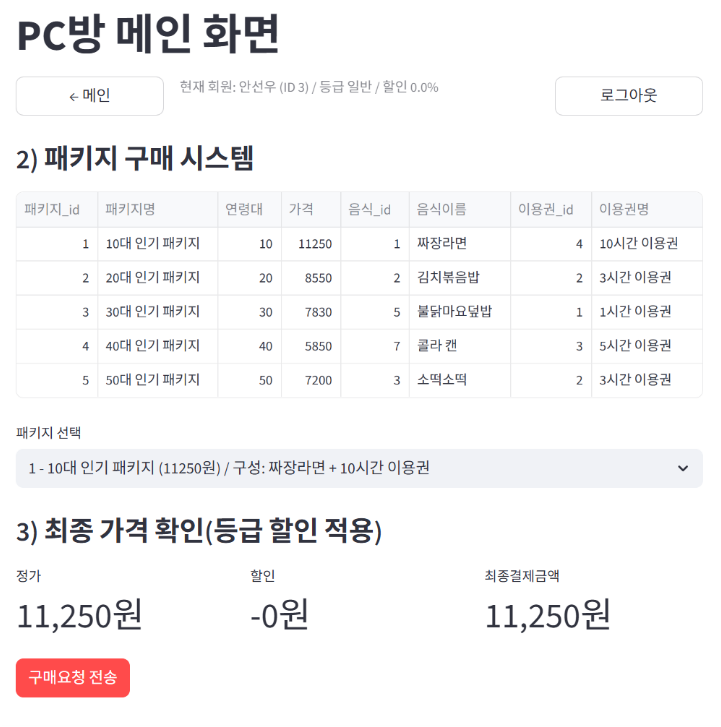 PC방 메인 화면
← 메인 현재 회원: 안선우 (ID 3) / 등급 일반 / 할인 0.0% 로그아웃
2) 패키지 구매 시스템
패키지_id 패키지명 연령대 가격 음식_id 음식이름 이용권_id 이용권명
1 10대 인기 패키지 10 11250 1 짜장라면 4 10시간 이용권
2 20대 인기 패키지 20 8550 2 김치볶음밥 2 3시간 이용권
3 30대 인기 패키지 30 7830 5 불닭마요덮밥 1 1시간 이용권
4 40대 인기 패키지 40 5850 7 콜라 캔 3 5시간 이용권
5 50대 인기 패키지 50 7200 3 소떡소떡 2 3시간 이용권
패키지 선택
1 - 10대 인기 패키지 (11250원) / 구성: 짜장라면 + 10시간 이용권
3) 최종 가격 확인(등급 할인 적용)
정가 할인 최종결제금액
11,250원 -0원 11,250원
구매요청 전송